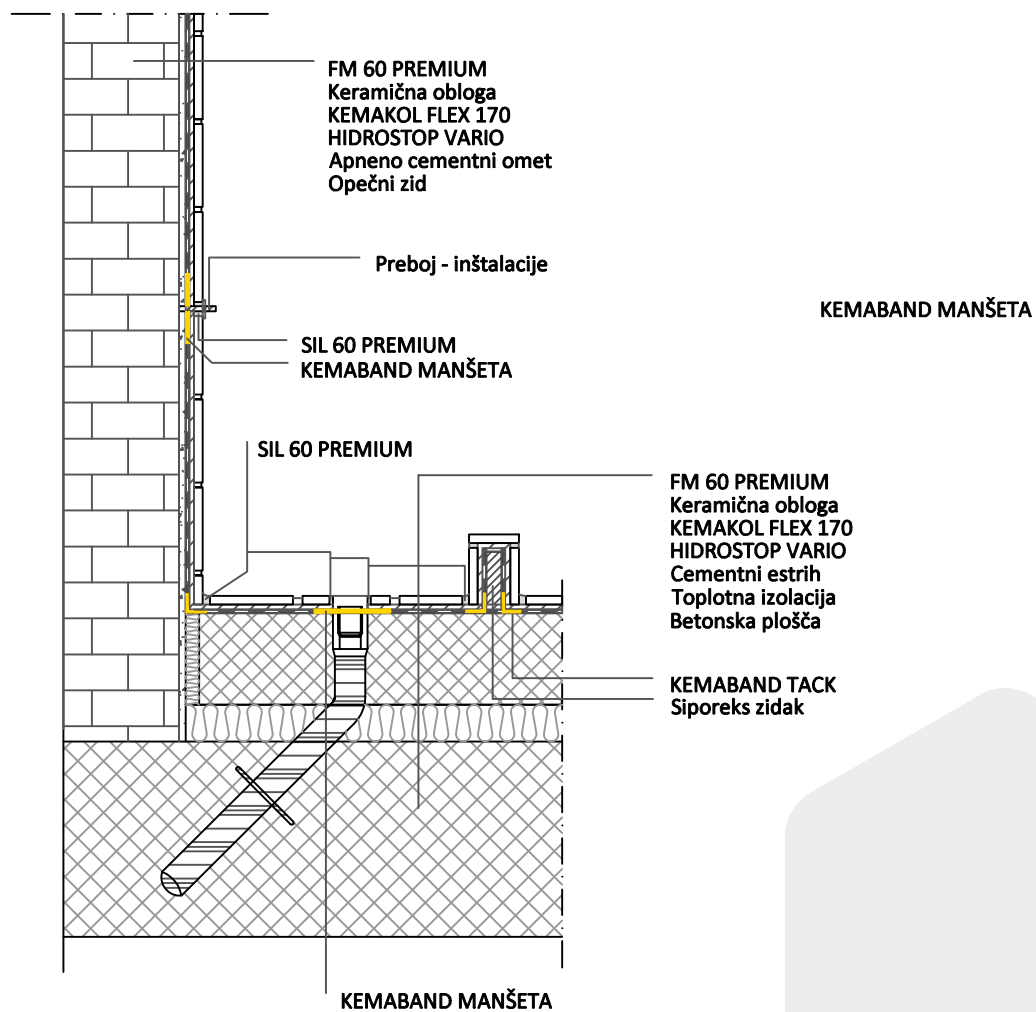 FM 60 PREMIUM
Keramična obloga
KEMAKOL FLEX 170
HIDROSTOP VARIO
Apneno cementni omet
Opečni zid
Preboj - inštalacije
KEMABAND MANŠETA
SIL 60 PREMIUM
KEMABAND MANŠETA
SIL 60 PREMIUM
FM 60 PREMIUM
Keramična obloga
KEMAKOL FLEX 170
HIDROSTOP VARIO
Cementni estrih
Toplotna izolacija
Betonska plošča
KEMABAND TACK
Siporeks zidak
KEMABAND MANŠETA